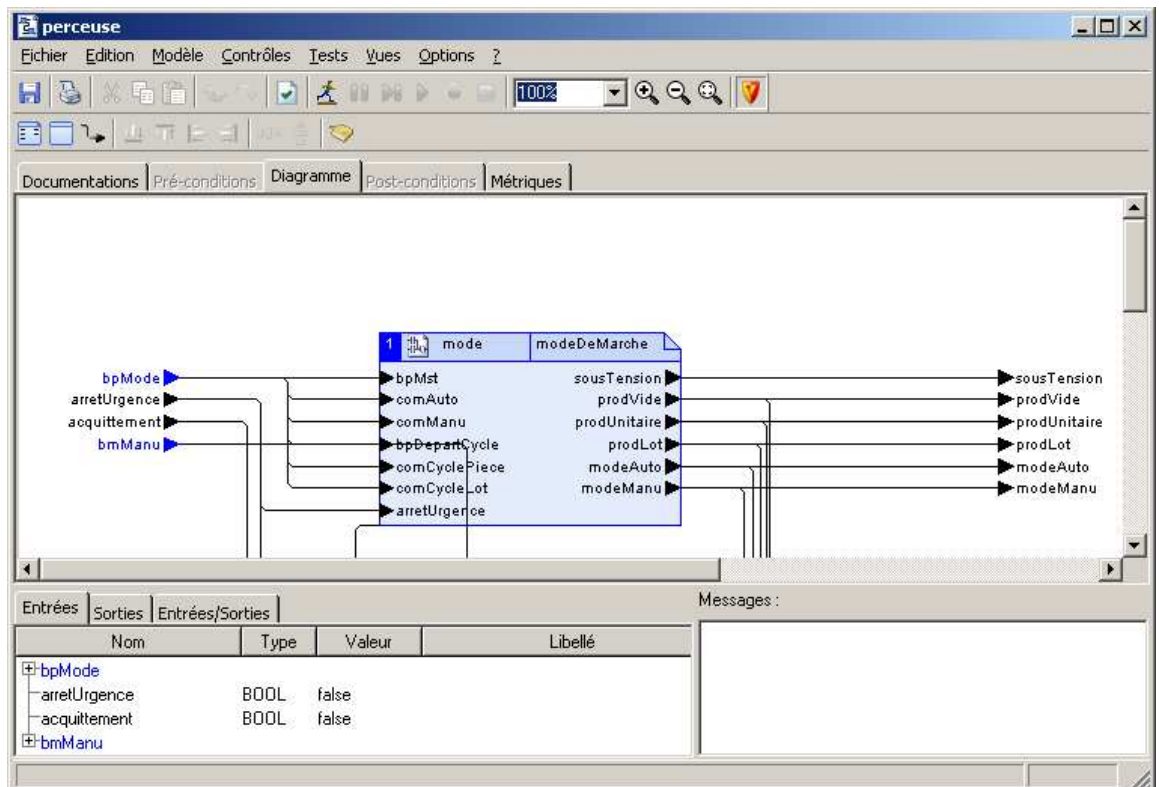 perceuse
Fichier Edition Modèle Contrôles Tests Vues Options ?
100%
Documentations Pré-conditions Diagramme Post-conditions Métriques
1 mode modeDeMarche
bpMode bpMst sousTension sousTension
arretUrgence comAuto prodVide prodVide
acquittement comManu prodUnitaire prodUnitaire
bmManu bpDepartCycle prodLot prodLot
comCyclePiece modeAuto modeAuto
comCycleLot modeManu modeManu
arretUrgence
Entrées Sorties Entrées/Sorties Messages :
Nom Type Valeur Libellé
bpMode
arretUrgence BOOL false
acquittement BOOL false
bmManu